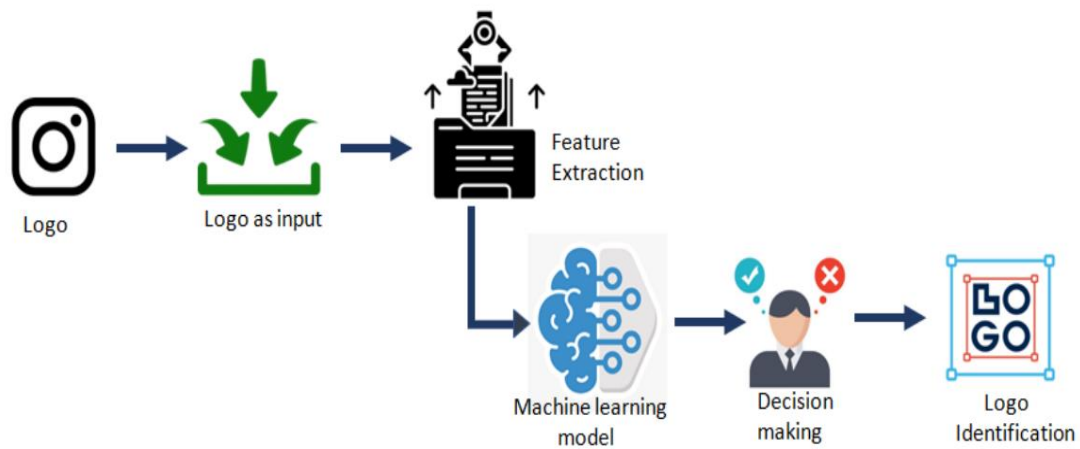 Logo
Logo as input
Feature
Extraction
Machine learning
model
Decision
making
LO
GO
Logo
Identification